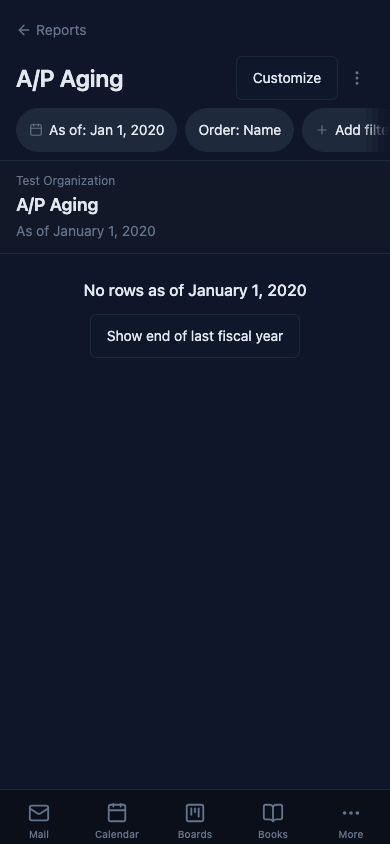 Reports
A/P Aging
Customize
As of: Jan 1, 2020
Order: Name
Add filte
Test Organization
A/P Aging
As of January 1, 2020
No rows as of January 1, 2020
Show end of last fiscal year
Mail
Calendar
Boards
Books
More